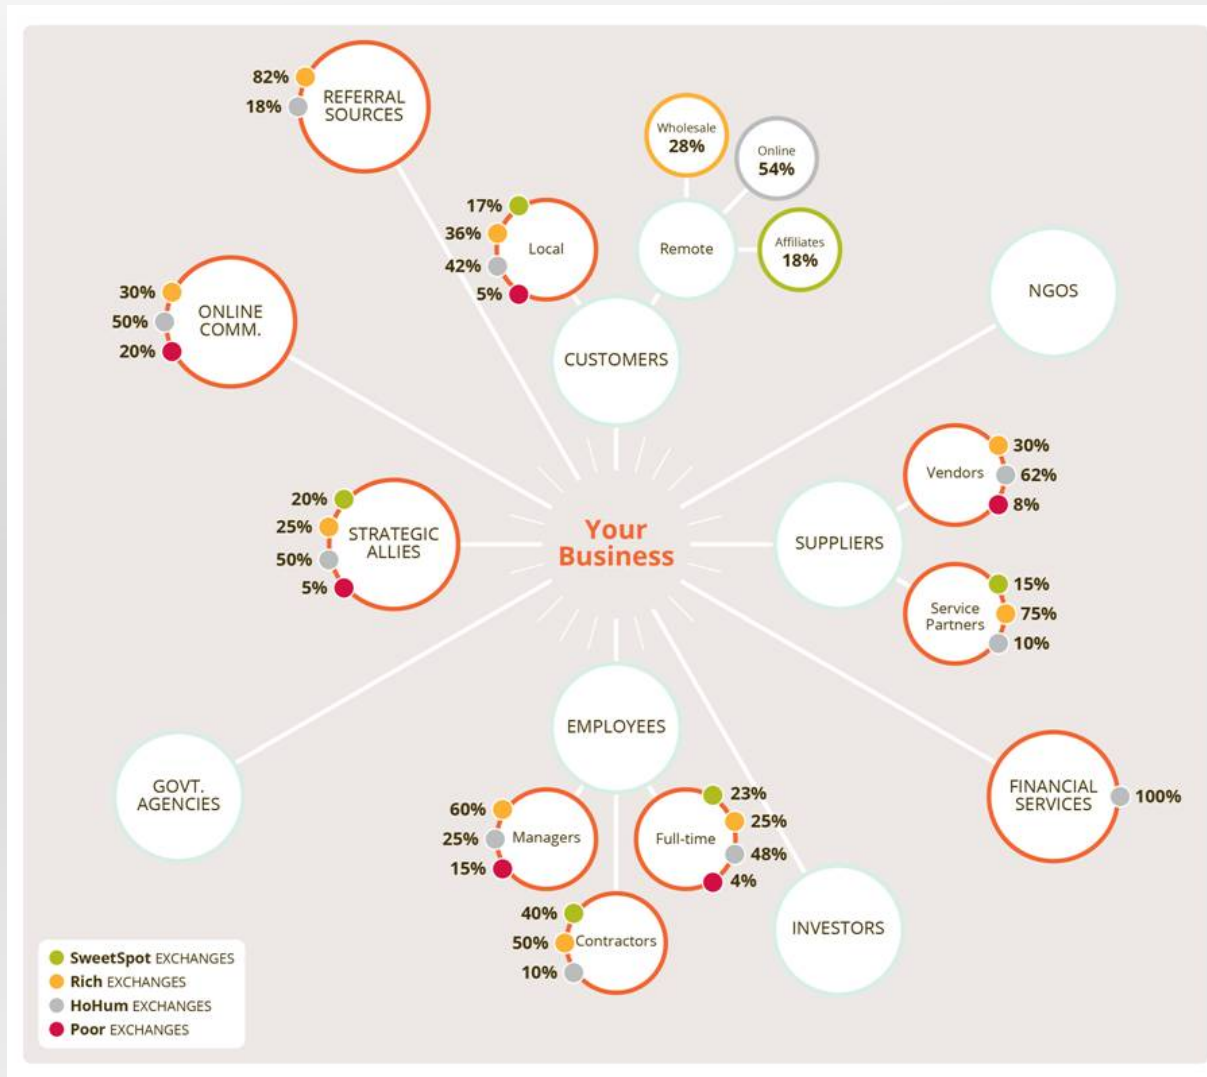 82%
18%
REFERRAL
SOURCES
Wholesale
28%
Online
54%
17%
36%
42%
5%
Local
Remote
Affiliates
18%
CUSTOMERS
NGOS
30%
50%
20%
ONLINE
COMM.
Vendors
30%
62%
8%
20%
25%
50%
5%
STRATEGIC
ALLIES
Your
Business
SUPPLIERS
Service
Partners
15%
75%
10%
EMPLOYEES
GOVT.
AGENCIES
FINANCIAL
SERVICES
100%
60%
25%
15%
Managers
Full-time
23%
25%
48%
4%
40%
50%
10%
Contractors
INVESTORS
SweetSpot EXCHANGES
Rich EXCHANGES
HoHum EXCHANGES
Poor EXCHANGES